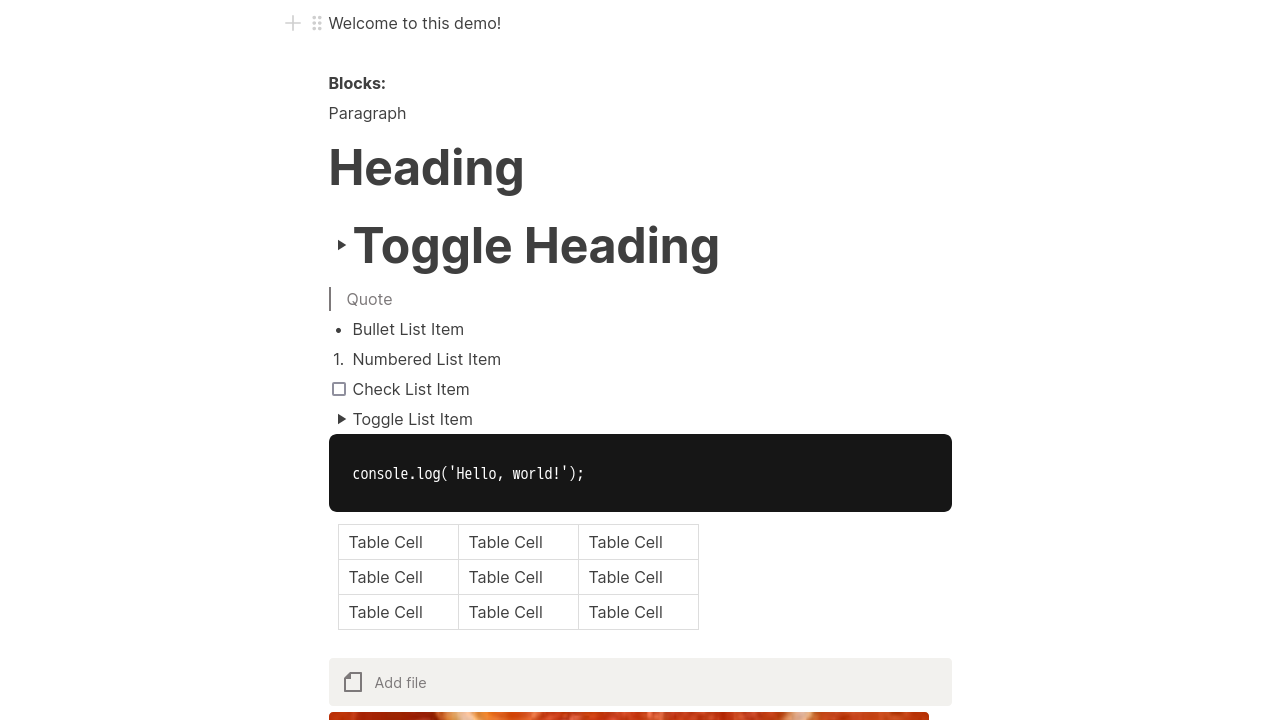 Welcome to this demo!
Blocks:
Paragraph
Heading
Toggle Heading
Quote
• Bullet List Item
1. Numbered List Item
Check List Item
Toggle List Item
console.log('Hello, world!');
Table Cell Table Cell Table Cell
Table Cell Table Cell Table Cell
Table Cell Table Cell Table Cell
Add file